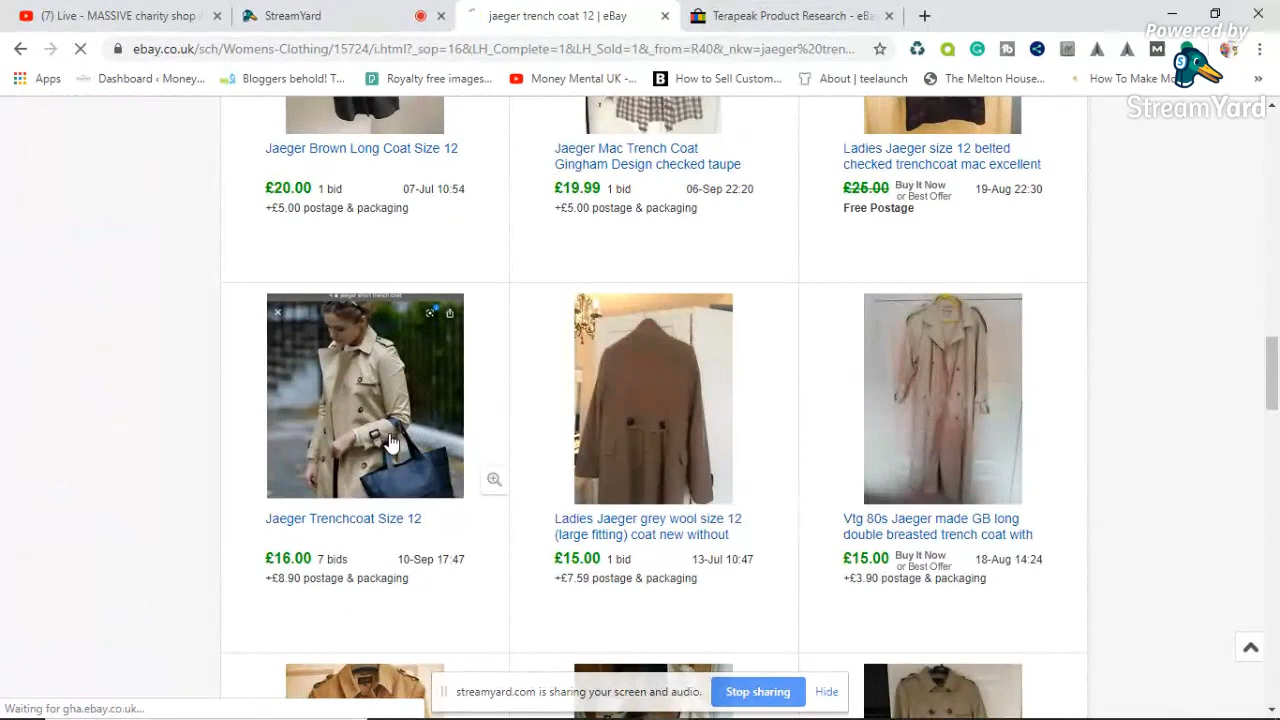 (7) Live - MASSIVE charity shop
StreamYard
jaeger trench coat 12 | eBay
Terapeak Product Research - eBa
ebay.co.uk/sch/Womens-Clothing/15724/i.html?_sop=16&LH_Complete=1&LH_Sold=1&_from=R40&_nkw=jaeger%20tren...
Powered by
StreamYard
Apps
Dashboard ‹ Money...
Bloggers behold! T...
Royalty free images...
Money Mental UK -...
How to Sell Custom...
About | teelaunch
The Melton House...
How To Make Mo
Jaeger Brown Long Coat Size 12
£20.00 1 bid 07-Jul 10:54
+£5.00 postage & packaging
Jaeger Mac Trench Coat
Gingham Design checked taupe
£19.99 1 bid 06-Sep 22:20
+£5.00 postage & packaging
Ladies Jaeger size 12 belted
checked trenchcoat mac excellent
£25.00 Buy It Now 19-Aug 22:30
or Best Offer
Free Postage
jaeger short trench coat
Jaeger Trenchcoat Size 12
£16.00 7 bids 10-Sep 17:47
+£8.90 postage & packaging
Ladies Jaeger grey wool size 12
(large fitting) coat new without
£15.00 1 bid 13-Jul 10:47
+£7.59 postage & packaging
Vtg 80s Jaeger made GB long
double breasted trench coat with
£15.00 Buy It Now 18-Aug 14:24
or Best Offer
+£3.90 postage & packaging
streamyard.com is sharing your screen and audio.
Stop sharing
Hide
Waiting for gha.ebay.co.uk...